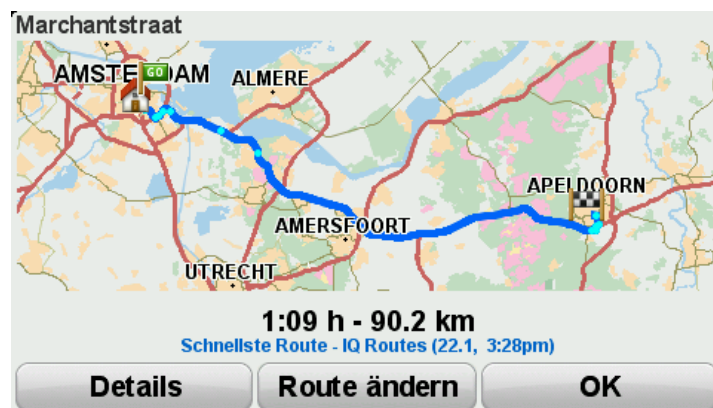 Marchantstraat
AMSTERDAM
GO
ALMERE
APELDOORN
AMERSFOORT
UTRECHT
1:09 h - 90.2 km
Schnellste Route - IQ Routes (22.1, 3:28pm)
Details
Route ändern
OK